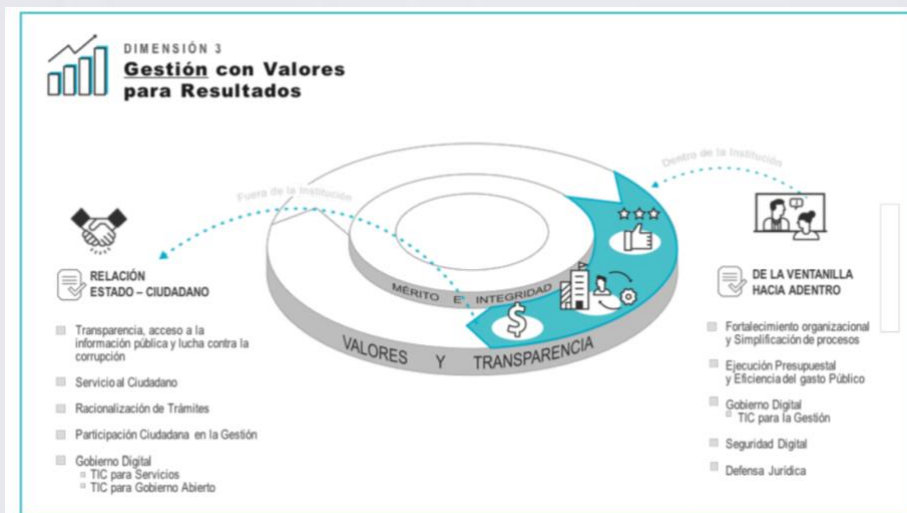 DIMENSIÓN 3
Gestión con Valores
para Resultados
Fuera de la Institución
Dentro de la Institución
RELACIÓN
ESTADO – CIUDADANO
Transparencia, acceso a la
información pública y lucha contra la
corrupción
Servicio al Ciudadano
Racionalización de Trámites
Participación Ciudadana en la Gestión
Gobierno Digital
TIC para Servicios
TIC para Gobierno Abierto
MÉRITO E INTEGRIDAD
VALORES Y TRANSPARENCIA
$
DE LA VENTANILLA
HACIA ADENTRO
Fortalecimiento organizacional
y Simplificación de procesos
Ejecución Presupuestal
y Eficiencia del gasto Público
Gobierno Digital
TIC para la Gestión
Seguridad Digital
Defensa Jurídica